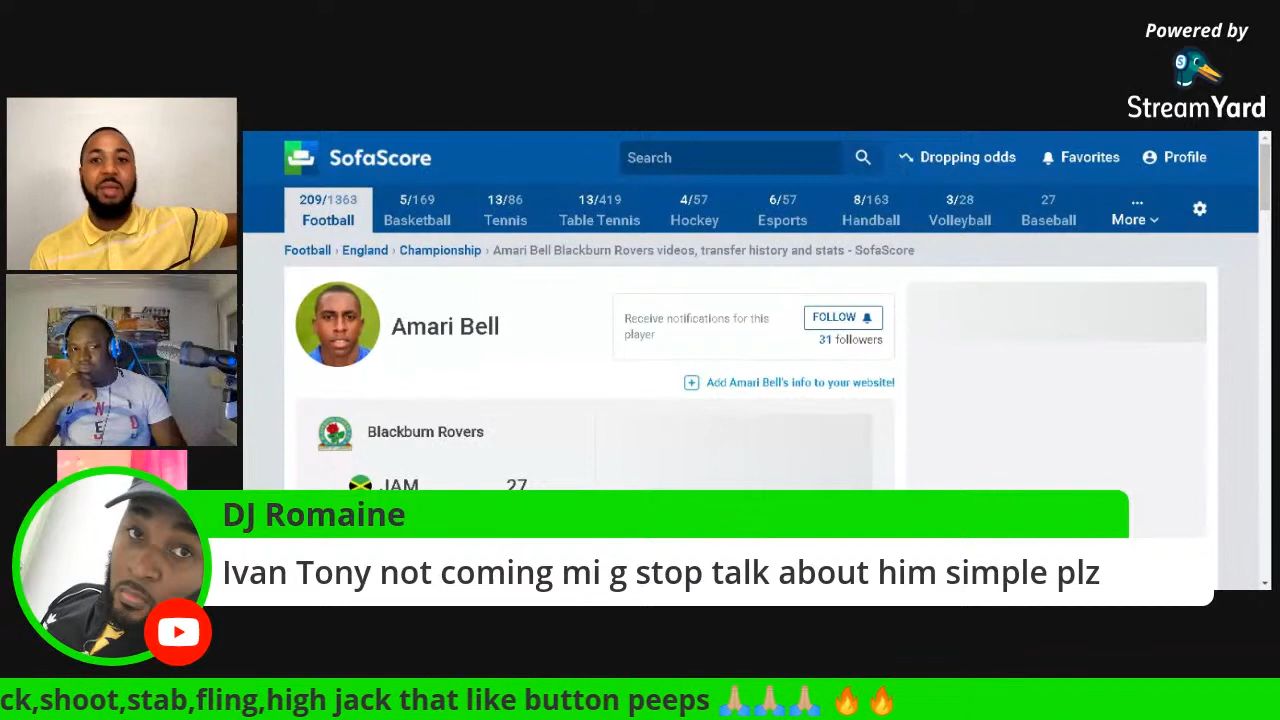 Powered by
StreamYard
SofaScore
Search
Dropping odds
Favorites
Profile
209/1363
Football
5/169
Basketball
13/86
Tennis
13/419
Table Tennis
4/57
Hockey
6/57
Esports
8/163
Handball
3/28
Volleyball
27
Baseball
...
More
Football › England › Championship › Amari Bell Blackburn Rovers videos, transfer history and stats - SofaScore
Amari Bell
Receive notifications for this
player
FOLLOW
31 followers
Add Amari Bell's info to your website!
Blackburn Rovers
JAM
27
DJ Romaine
Ivan Tony not coming mi g stop talk about him simple plz
ck,shoot,stab,fling,high jack that like button peeps 🙏🏼🙏🏼🙏🏼 🔥🔥